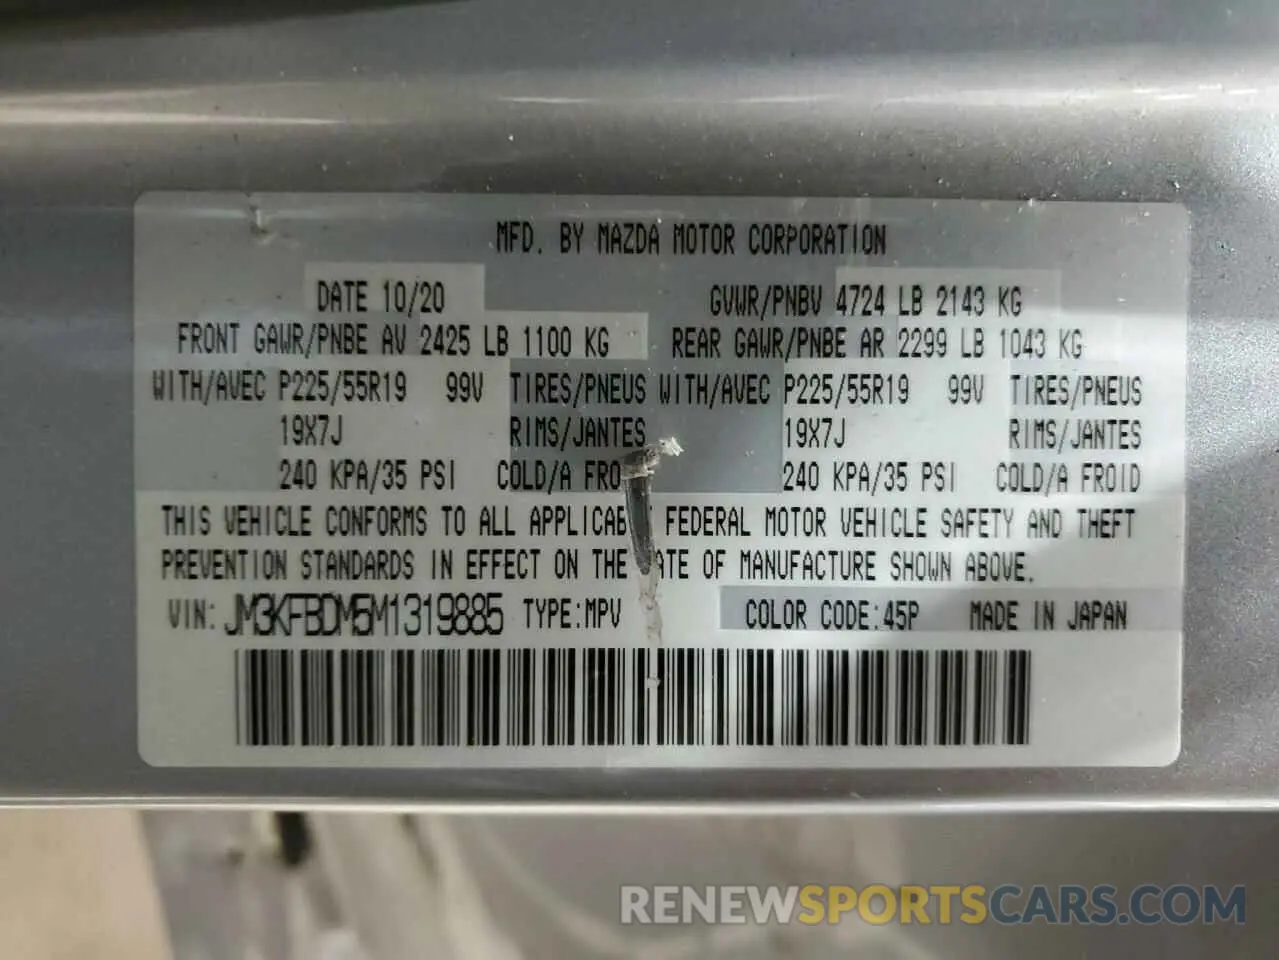 MFD. BY MAZDA MOTOR CORPORATION
DATE 10/20 GVWR/PNBV 4724 LB 2143 KG
FRONT GAWR/PNBE AV 2425 LB 1100 KG REAR GAWR/PNBE AR 2299 LB 1043 KG
WITH/AVEC P225/55R19 99V TIRES/PNEUS WITH/AVEC P225/55R19 99V TIRES/PNEUS
19X7J RIMS/JANTES 19X7J RIMS/JANTES
240 KPA/35 PSI COLD/A FRO 240 KPA/35 PSI COLD/A FROID
THIS VEHICLE CONFORMS TO ALL APPLICAB FEDERAL MOTOR VEHICLE SAFETY AND THEFT
PREVENTION STANDARDS IN EFFECT ON THE ATE OF MANUFACTURE SHOWN ABOVE.
VIN: JM3KFBDM5M1319885 TYPE:MPV COLOR CODE:45P MADE IN JAPAN
RENEWSPORTSCARS.COM